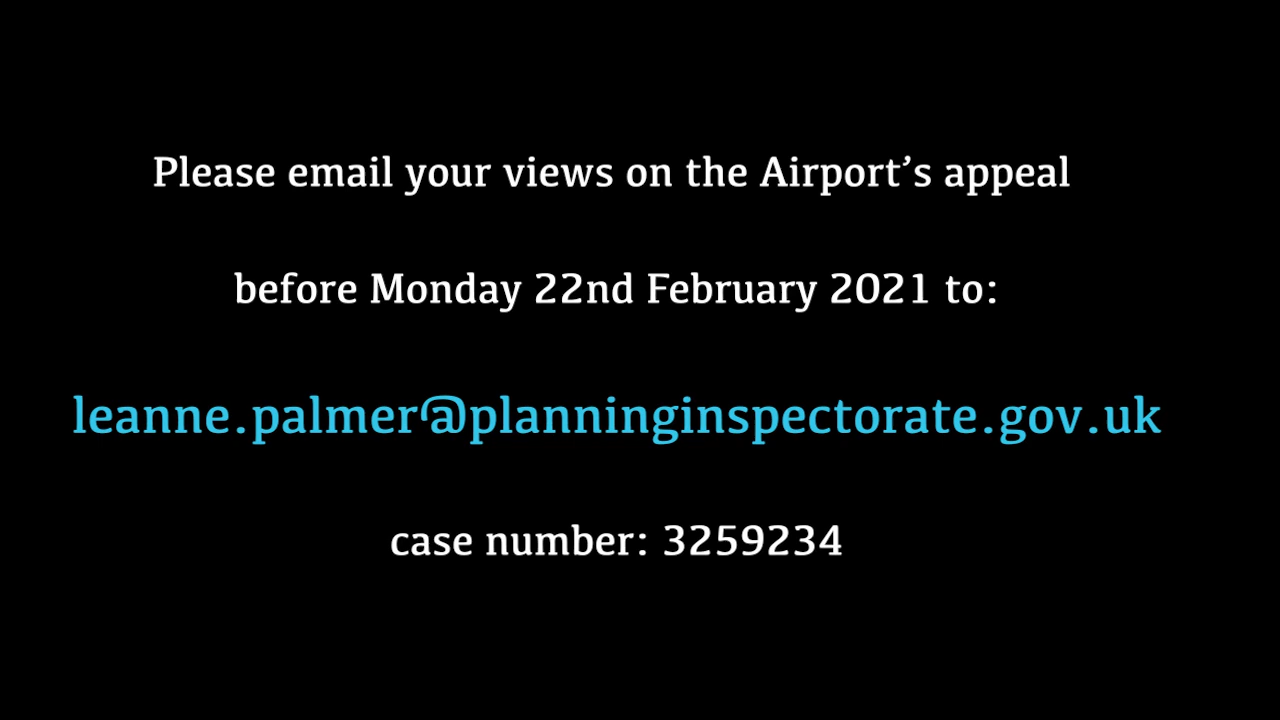 Please email your views on the Airport’s appeal
before Monday 22nd February 2021 to:
leanne.palmer@planninginspectorate.gov.uk
case number: 3259234